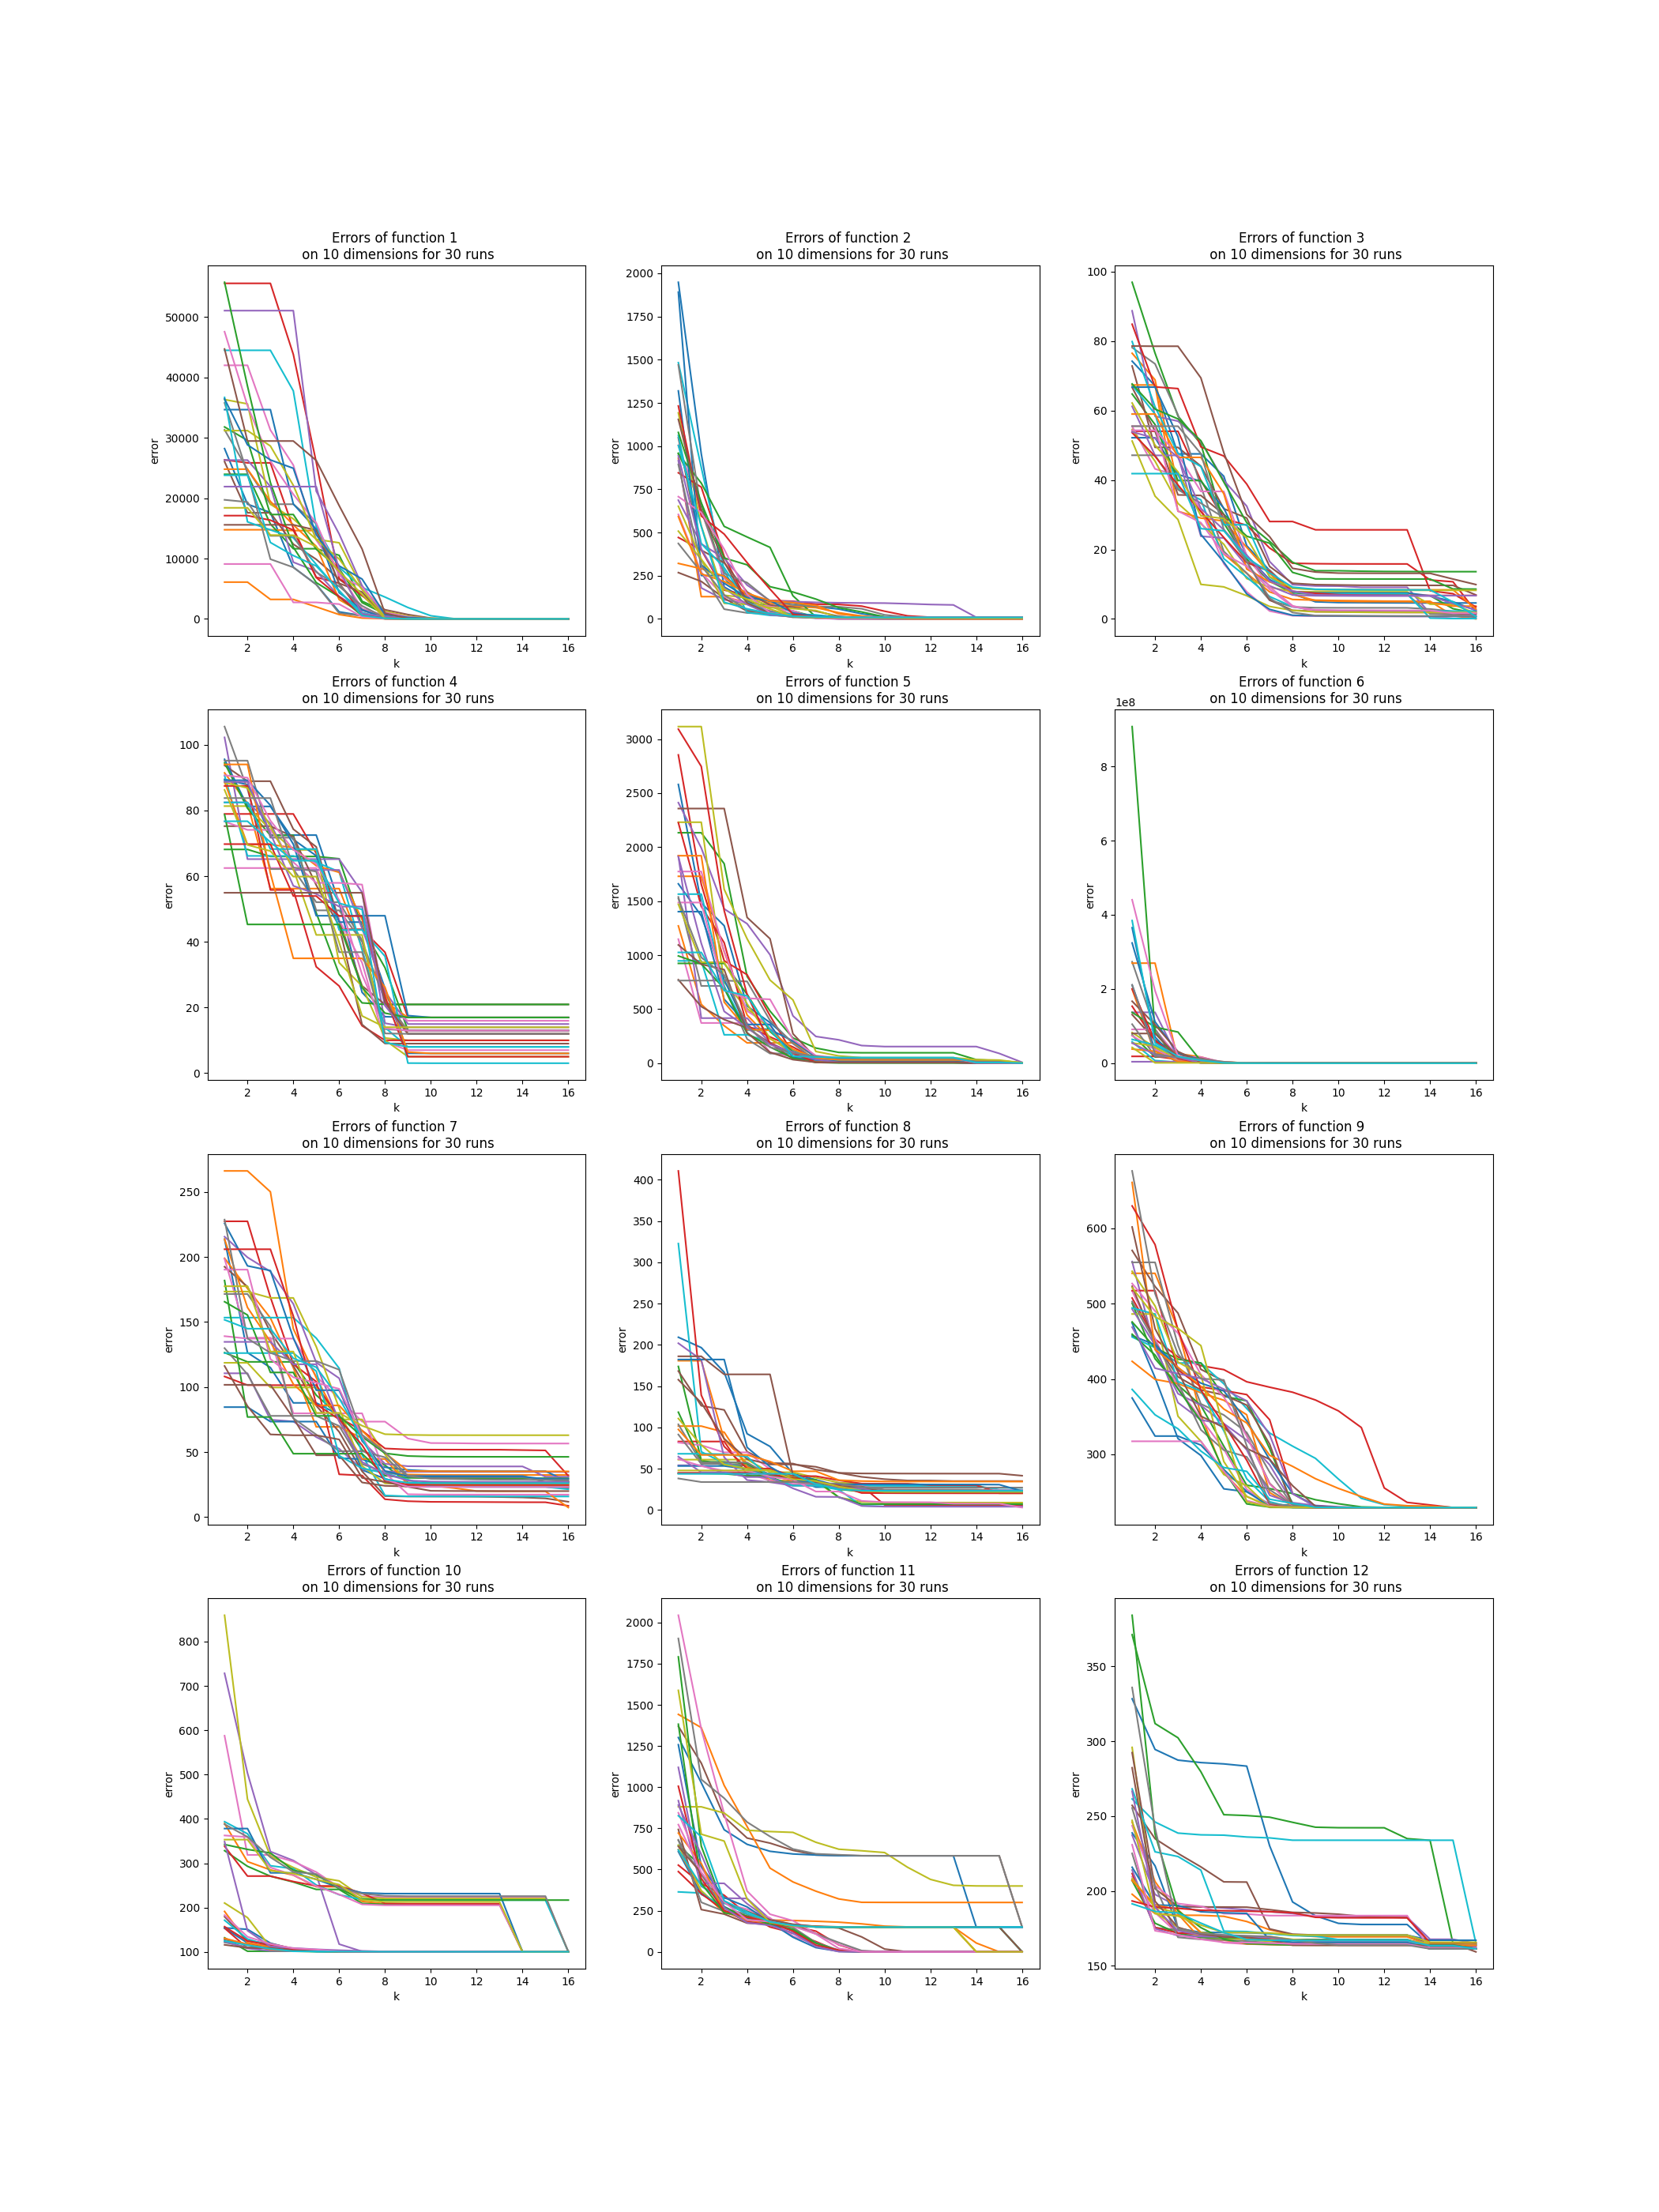 Errors of function 1
on 10 dimensions for 30 runs
50000
40000
30000
20000
10000
0
error
2 4 6 8 10 12 14 16
k
Errors of function 2
on 10 dimensions for 30 runs
2000
1750
1500
1250
1000
750
500
250
0
error
2 4 6 8 10 12 14 16
k
Errors of function 3
on 10 dimensions for 30 runs
100
80
60
40
20
0
error
2 4 6 8 10 12 14 16
k
Errors of function 4
on 10 dimensions for 30 runs
100
80
60
40
20
0
error
2 4 6 8 10 12 14 16
k
Errors of function 5
on 10 dimensions for 30 runs
3000
2500
2000
1500
1000
500
0
error
2 4 6 8 10 12 14 16
k
Errors of function 6
on 10 dimensions for 30 runs
1e8
8
6
4
2
0
error
2 4 6 8 10 12 14 16
k
Errors of function 7
on 10 dimensions for 30 runs
250
200
150
100
50
0
error
2 4 6 8 10 12 14 16
k
Errors of function 8
on 10 dimensions for 30 runs
400
350
300
250
200
150
100
50
0
error
2 4 6 8 10 12 14 16
k
Errors of function 9
on 10 dimensions for 30 runs
600
500
400
300
error
2 4 6 8 10 12 14 16
k
Errors of function 10
on 10 dimensions for 30 runs
800
700
600
500
400
300
200
100
error
2 4 6 8 10 12 14 16
k
Errors of function 11
on 10 dimensions for 30 runs
2000
1750
1500
1250
1000
750
500
250
0
error
2 4 6 8 10 12 14 16
k
Errors of function 12
on 10 dimensions for 30 runs
350
300
250
200
150
error
2 4 6 8 10 12 14 16
k